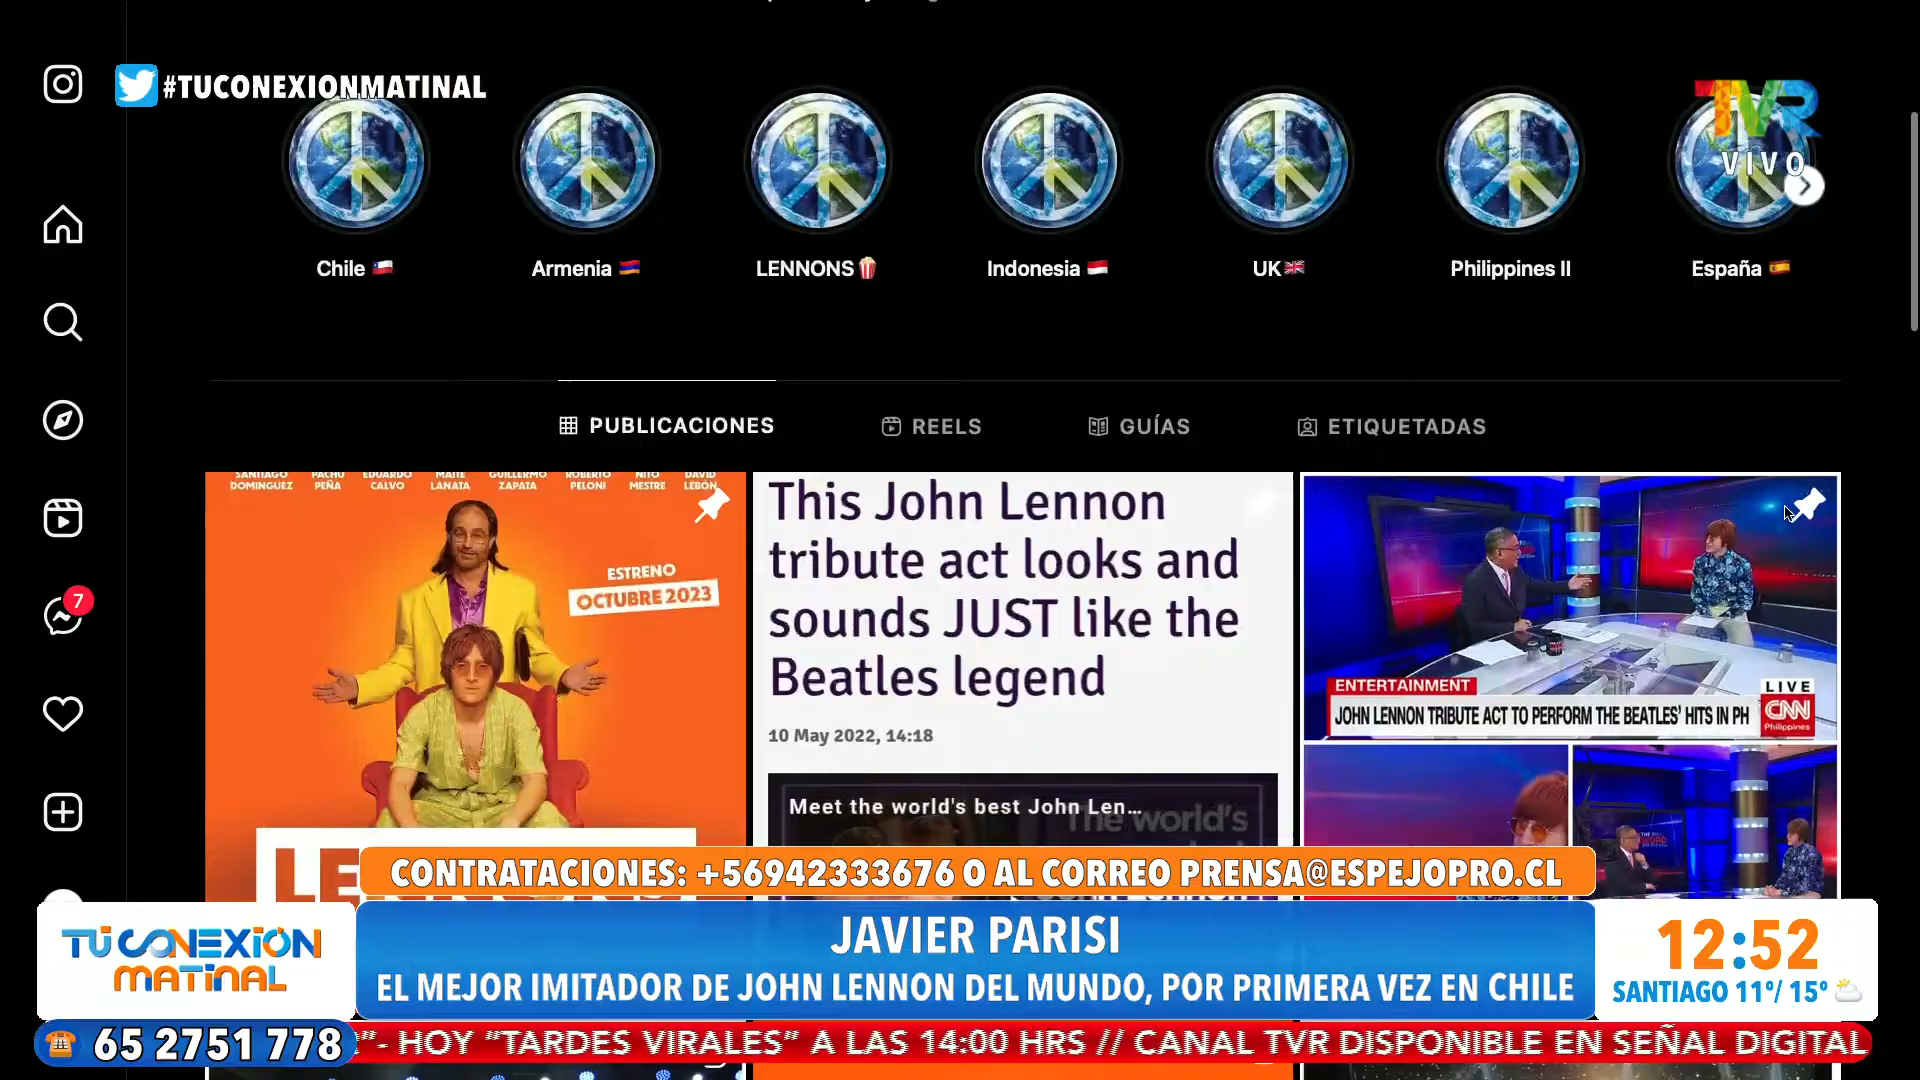 #TUCONEXIONMATINAL
TVR
VIVO
Chile
Armenia
LENNONS
Indonesia
UK
Philippines II
España
PUBLICACIONES
REELS
GUÍAS
ETIQUETADAS
7
SANTIAGO DOMINGUEZ
PACHU PEÑA
EDUARDO CALVO
MAITE LANATA
GUILLERMO ZAPATA
ROBERTO PELONI
NITO MESTRE
DAVID LEBÓN
ESTRENO
OCTUBRE 2023
This John Lennon
tribute act looks and
sounds JUST like the
Beatles legend
10 May 2022, 14:18
Meet the world's best John Len...
The world's
ENTERTAINMENT
LIVE
JOHN LENNON TRIBUTE ACT TO PERFORM THE BEATLES' HITS IN PH
CNN
Philippines
CONTRATACIONES: +56942333676 O AL CORREO PRENSA@ESPEJOPRO.CL
TU CONEXIÓN
MATINAL
JAVIER PARISI
EL MEJOR IMITADOR DE JOHN LENNON DEL MUNDO, POR PRIMERA VEZ EN CHILE
12:52
SANTIAGO 11°/ 15°
65 2751 778
"- HOY "TARDES VIRALES" A LAS 14:00 HRS // CANAL TVR DISPONIBLE EN SEÑAL DIGITAL